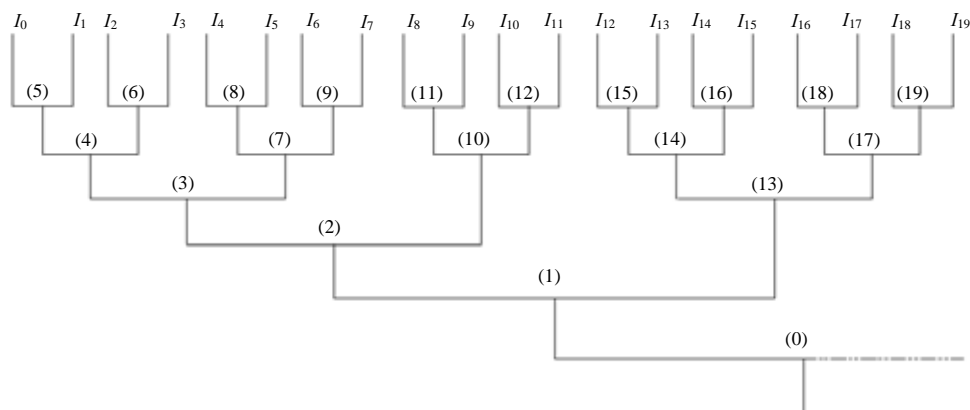 I₀ I₁ I₂ I₃ I₄ I₅ I₆ I₇ I₈ I₉ I₁₀ I₁₁ I₁₂ I₁₃ I₁₄ I₁₅ I₁₆ I₁₇ I₁₈ I₁₉
(5) (6) (8) (9) (11) (12) (15) (16) (18) (19)
(4) (7) (10) (14) (17)
(3) (13)
(2)
(1)
(0)